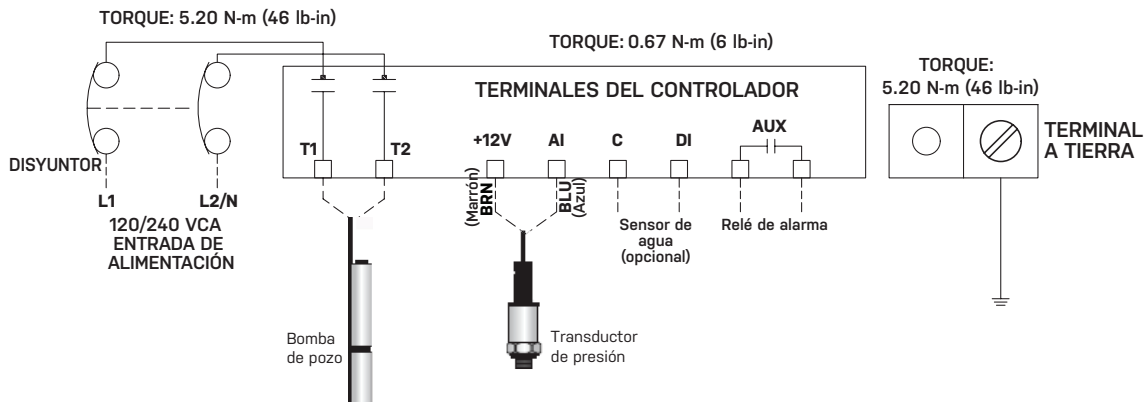 TORQUE: 5.20 N-m (46 lb-in)
TORQUE: 0.67 N-m (6 lb-in)
TORQUE:
5.20 N-m (46 lb-in)
TERMINALES DEL CONTROLADOR
T1
T2
+12V
AI
C
DI
AUX
TERMINAL
A TIERRA
DISYUNTOR
L1
L2/N
120/240 VCA
ENTRADA DE
ALIMENTACIÓN
(Marrón)
BRN
BLU
(Azul)
Sensor de
agua
(opcional)
Relé de alarma
Bomba
de pozo
Transductor
de presión